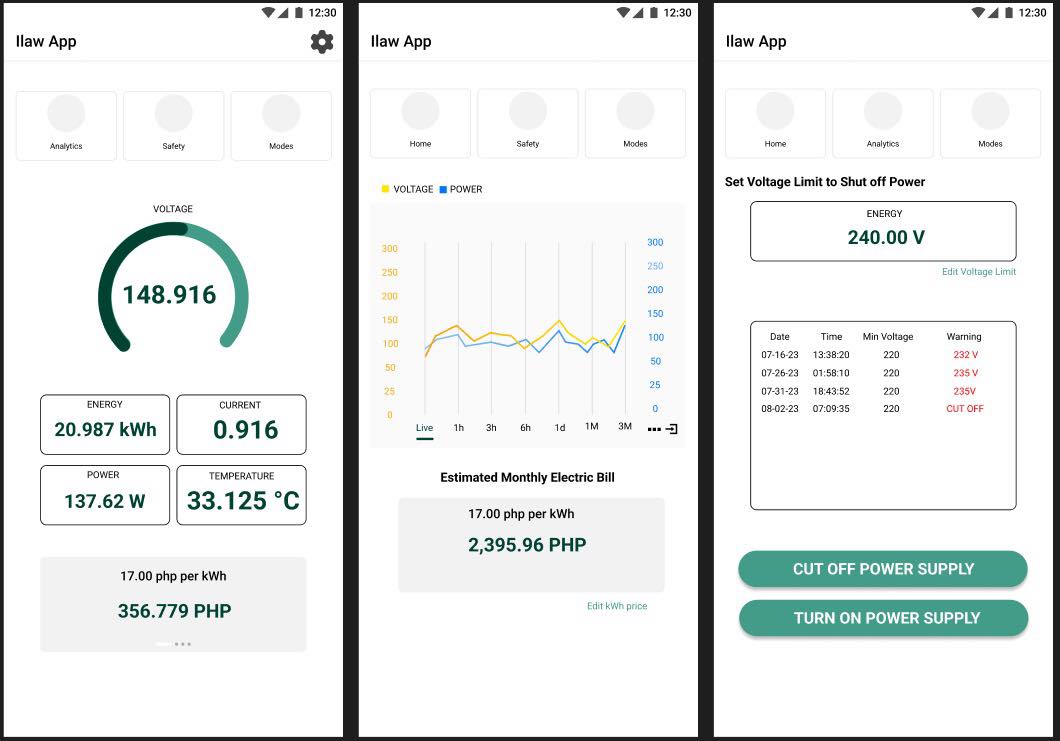 12:30
Ilaw App
Analytics Safety Modes
VOLTAGE
148.916
ENERGY CURRENT
20.987 kWh 0.916
POWER TEMPERATURE
137.62 W 33.125 °C
17.00 php per kWh
356.779 PHP
12:30
Ilaw App
Home Safety Modes
VOLTAGE POWER
300 300
250 250
200 200
150 150
100 100
50 50
25 25
0 0
Live 1h 3h 6h 1d 1M 3M
Estimated Monthly Electric Bill
17.00 php per kWh
2,395.96 PHP
Edit kWh price
12:30
Ilaw App
Home Analytics Modes
Set Voltage Limit to Shut off Power
ENERGY
240.00 V
Edit Voltage Limit
Date Time Min Voltage Warning
07-16-23 13:38:20 220 232 V
07-26-23 01:58:10 220 235 V
07-31-23 18:43:52 220 235V
08-02-23 07:09:35 220 CUT OFF
CUT OFF POWER SUPPLY
TURN ON POWER SUPPLY